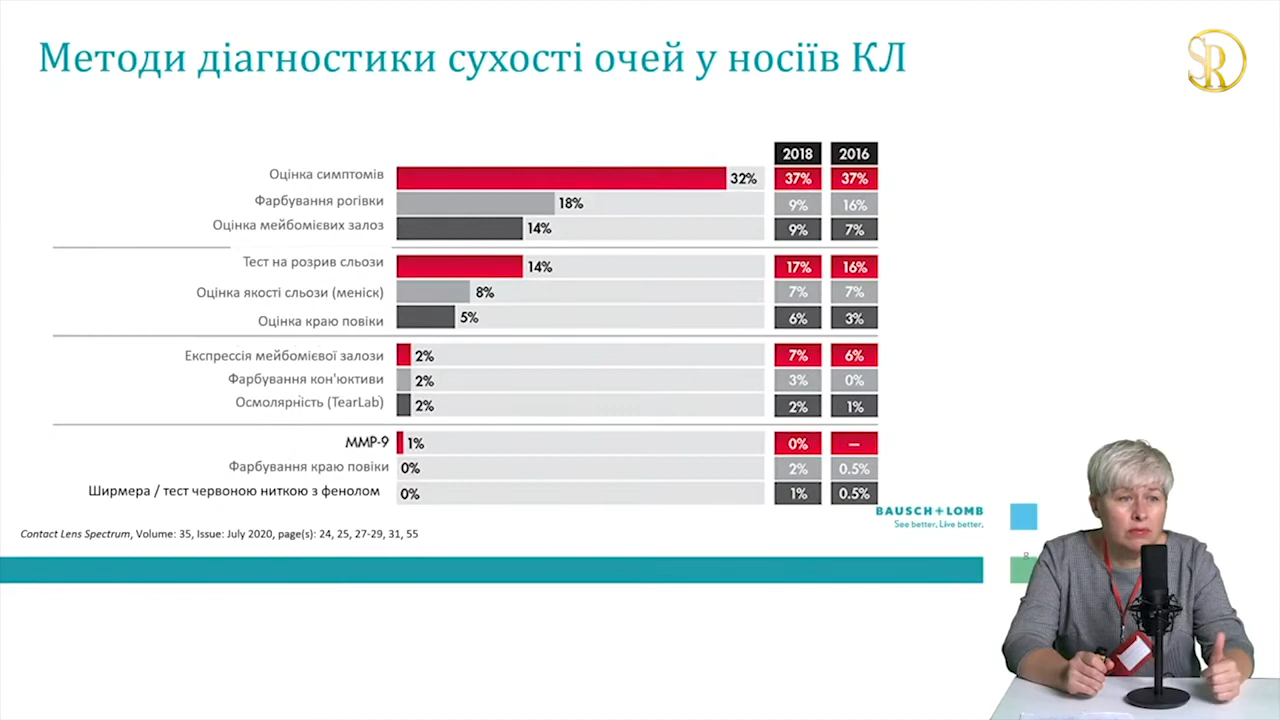 Методи діагностики сухості очей у носіїв КЛ
SR
2018 2016
Оцінка симптомів 32% 37% 37%
Фарбування рогівки 18% 9% 16%
Оцінка мейбомієвих залоз 14% 9% 7%
Тест на розрив сльози 14% 17% 16%
Оцінка якості сльози (меніск) 8% 7% 7%
Оцінка краю повіки 5% 6% 3%
Експрессія мейбомієвої залози 2% 7% 6%
Фарбування кон'юктиви 2% 3% 0%
Осмолярність (TearLab) 2% 2% 1%
MMP-9 1% 0% —
Фарбування краю повіки 0% 2% 0.5%
Ширмера / тест червоною ниткою з фенолом 0% 1% 0.5%
BAUSCH+LOMB
See better. Live better.
Contact Lens Spectrum, Volume: 35, Issue: July 2020, page(s): 24, 25, 27-29, 31, 55
8